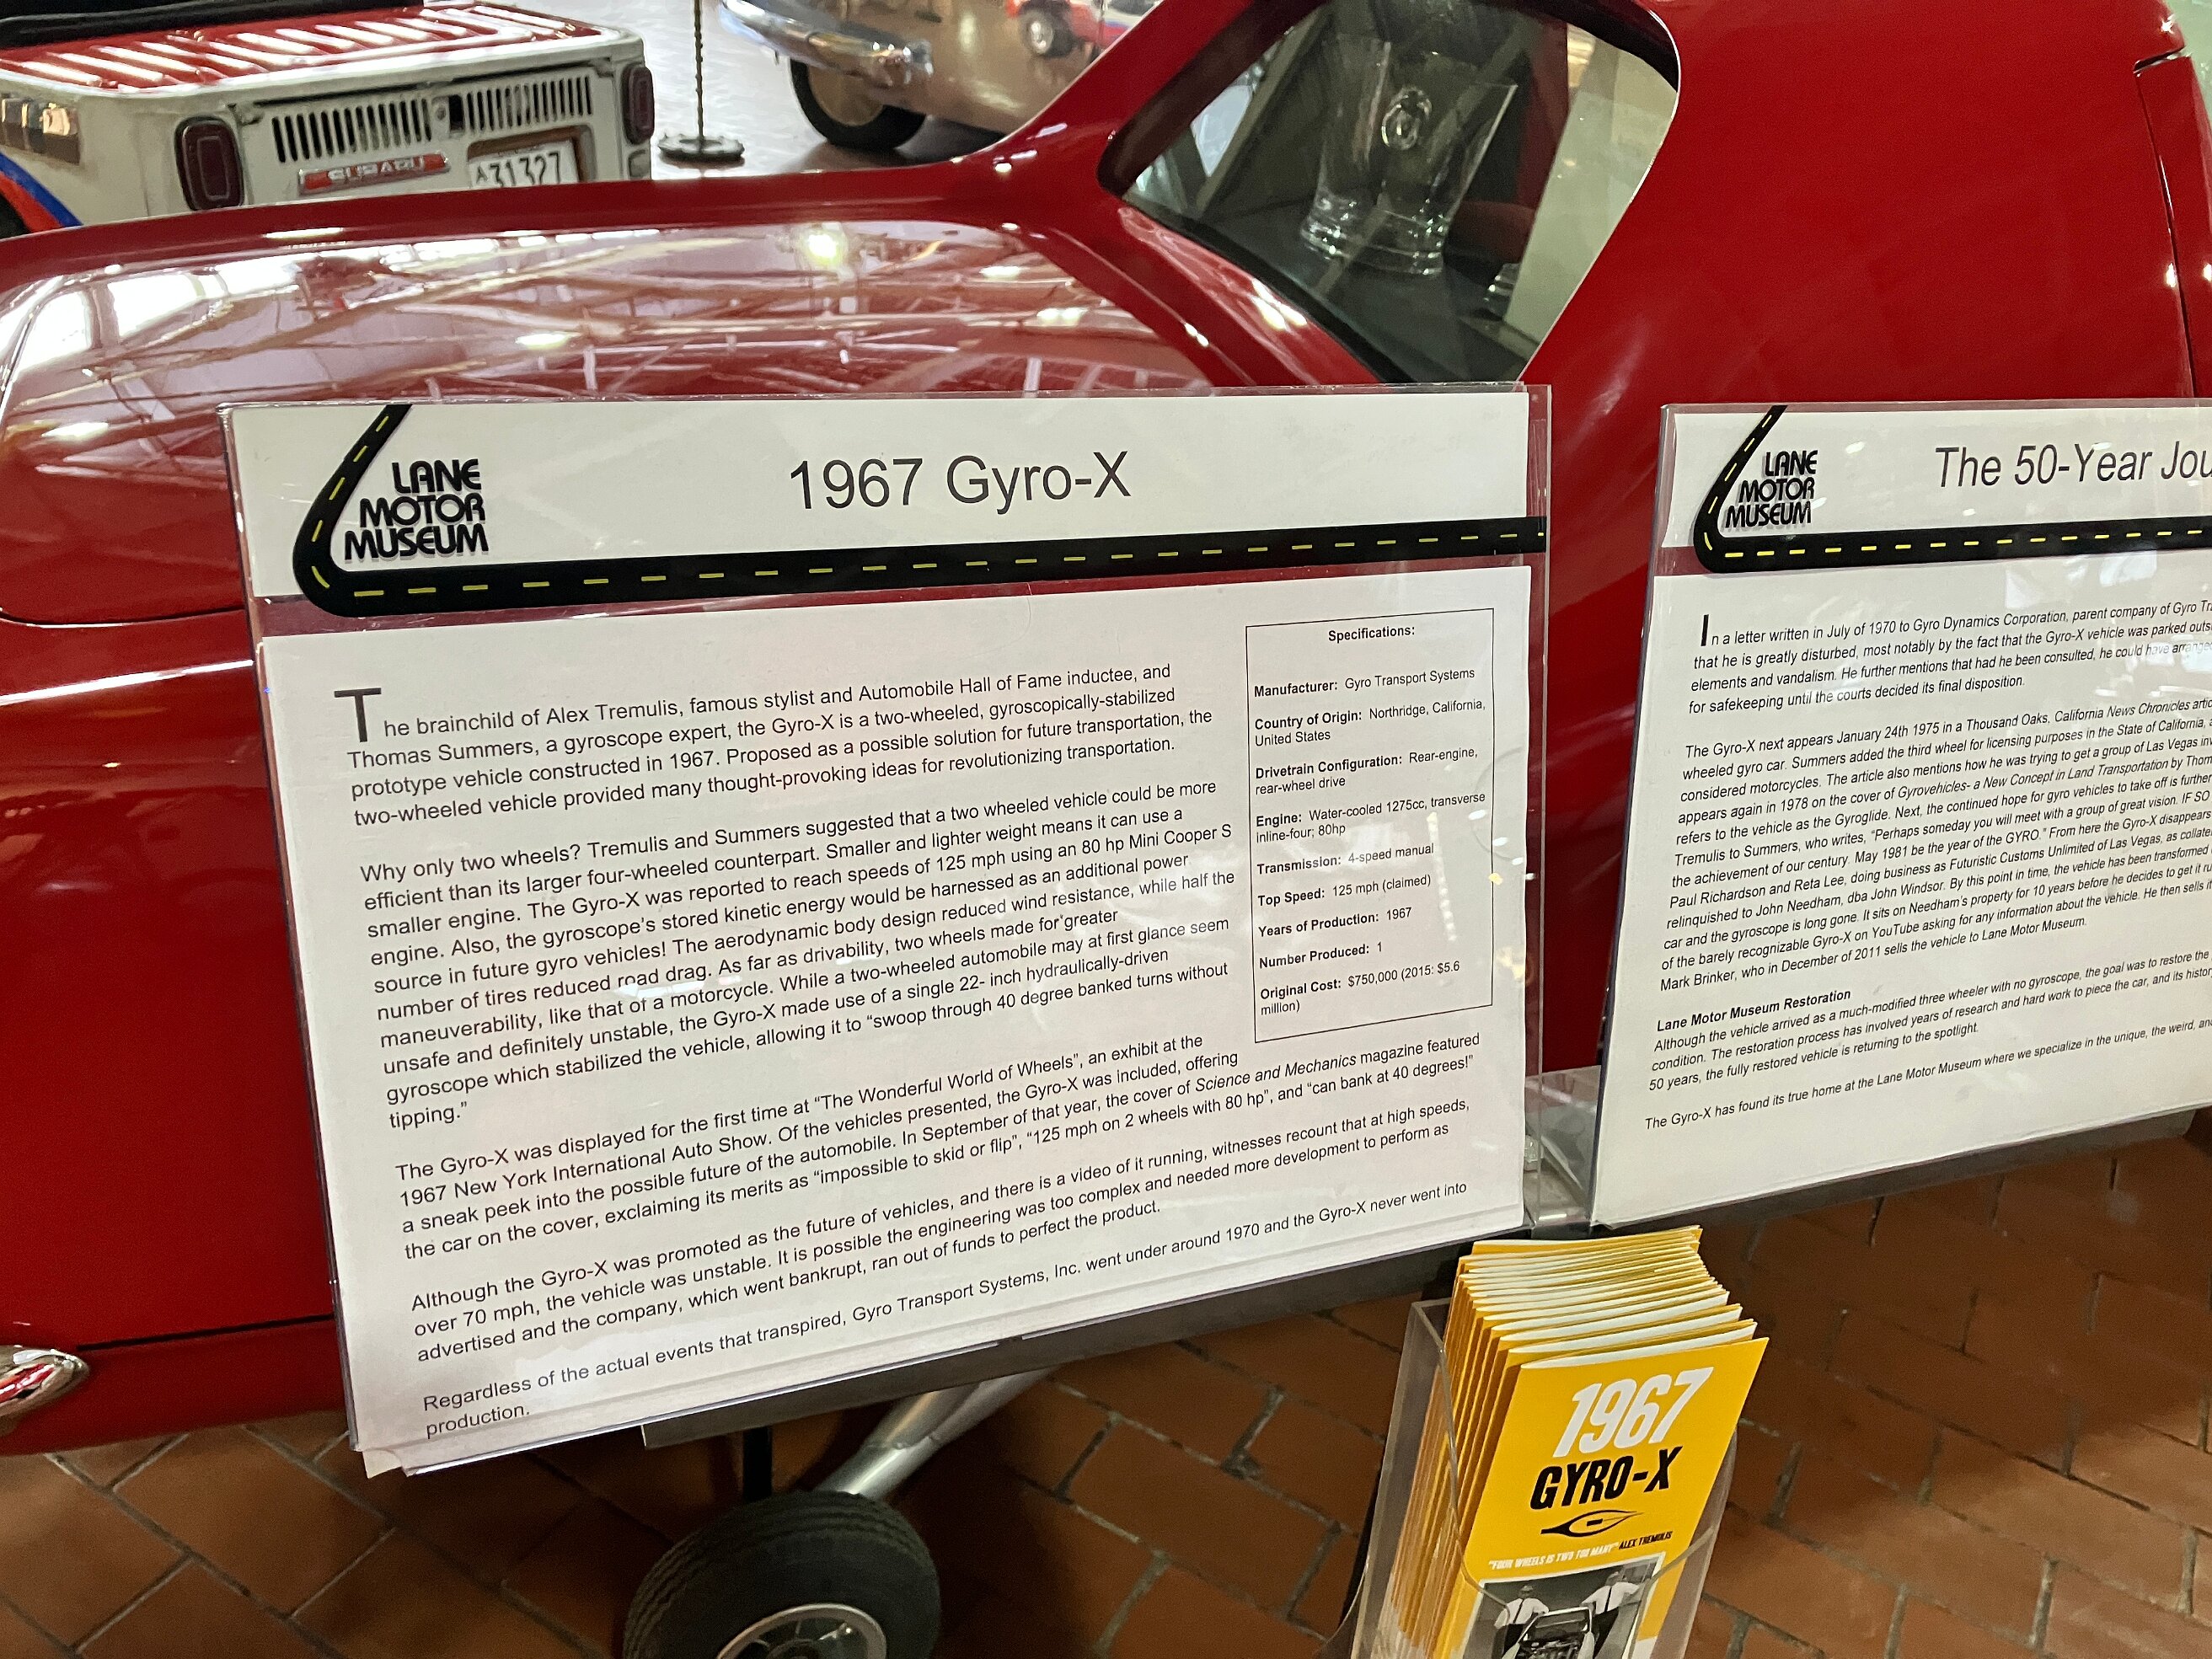 SUBARU
31327
LANE
MOTOR
MUSEUM
1967 Gyro-X
The brainchild of Alex Tremulis, famous stylist and Automobile Hall of Fame inductee, and
Thomas Summers, a gyroscope expert, the Gyro-X is a two-wheeled, gyroscopically-stabilized
prototype vehicle constructed in 1967. Proposed as a possible solution for future transportation, the
two-wheeled vehicle provided many thought-provoking ideas for revolutionizing transportation.
Why only two wheels? Tremulis and Summers suggested that a two wheeled vehicle could be more
efficient than its larger four-wheeled counterpart. Smaller and lighter weight means it can use a
smaller engine. The Gyro-X was reported to reach speeds of 125 mph using an 80 hp Mini Cooper S
engine. Also, the gyroscope's stored kinetic energy would be harnessed as an additional power
source in future gyro vehicles! The aerodynamic body design reduced wind resistance, while half the
number of tires reduced road drag. As far as drivability, two wheels made for greater
maneuverability, like that of a motorcycle. While a two-wheeled automobile may at first glance seem
unsafe and definitely unstable, the Gyro-X made use of a single 22- inch hydraulically-driven
gyroscope which stabilized the vehicle, allowing it to “swoop through 40 degree banked turns without
tipping.”
The Gyro-X was displayed for the first time at “The Wonderful World of Wheels”, an exhibit at the
1967 New York International Auto Show. Of the vehicles presented, the Gyro-X was included, offering
a sneak peek into the possible future of the automobile. In September of that year, the cover of Science and Mechanics magazine featured
the car on the cover, exclaiming its merits as “impossible to skid or flip”, “125 mph on 2 wheels with 80 hp”, and “can bank at 40 degrees!”
Although the Gyro-X was promoted as the future of vehicles, and there is a video of it running, witnesses recount that at high speeds,
over 70 mph, the vehicle was unstable. It is possible the engineering was too complex and needed more development to perform as
advertised and the company, which went bankrupt, ran out of funds to perfect the product.
Regardless of the actual events that transpired, Gyro Transport Systems, Inc. went under around 1970 and the Gyro-X never went into
production.
Specifications:
Manufacturer: Gyro Transport Systems
Country of Origin: Northridge, California,
United States
Drivetrain Configuration: Rear-engine,
rear-wheel drive
Engine: Water-cooled 1275cc, transverse
inline-four; 80hp
Transmission: 4-speed manual
Top Speed: 125 mph (claimed)
Years of Production: 1967
Number Produced: 1
Original Cost: $750,000 (2015: $5.6
million)
LANE
MOTOR
MUSEUM
The 50-Year
In a letter written in July of 1970 to Gyro Dynamics Corporation, parent company of Gyro
that he is greatly disturbed, most notably by the fact that the Gyro-X vehicle was parked
elements and vandalism. He further mentions that had he been consulted, he could have
for safekeeping until the courts decided its final disposition.
The Gyro-X next appears January 24th 1975 in a Thousand Oaks, California News Chronicles
wheeled gyro car. Summers added the third wheel for licensing purposes in the State of California,
considered motorcycles. The article also mentions how he was trying to get a group of Las Vegas
appears again in 1978 on the cover of Gyrovehicles- a New Concept in Land Transportation by
refers to the vehicle as the Gyroglide. Next, the continued hope for gyro vehicles to take off is
Tremulis to Summers, who writes, “Perhaps someday you will meet with a group of great vision. IF SO
the achievement of our century. May 1981 be the year of the GYRO.” From here the Gyro-X disappears
Paul Richardson and Reta Lee, doing business as Futuristic Customs Unlimited of Las Vegas, as
relinquished to John Needham, dba John Windsor. By this point in time, the vehicle has been transformed
car and the gyroscope is long gone. It sits on Needham's property for 10 years before he decides to get it
of the barely recognizable Gyro-X on YouTube asking for any information about the vehicle. He then sells
Mark Brinker, who in December of 2011 sells the vehicle to Lane Motor Museum.
Lane Motor Museum Restoration
Although the vehicle arrived as a much-modified three wheeler with no gyroscope, the goal was to restore the
condition. The restoration process has involved years of research and hard work to piece the car, and its
50 years, the fully restored vehicle is returning to the spotlight.
The Gyro-X has found its true home at the Lane Motor Museum where we specialize in the unique, the weird,
1967
GYRO-X
"FOUR WHEELS IS TWO TOO MANY" ALEX TREMULIS